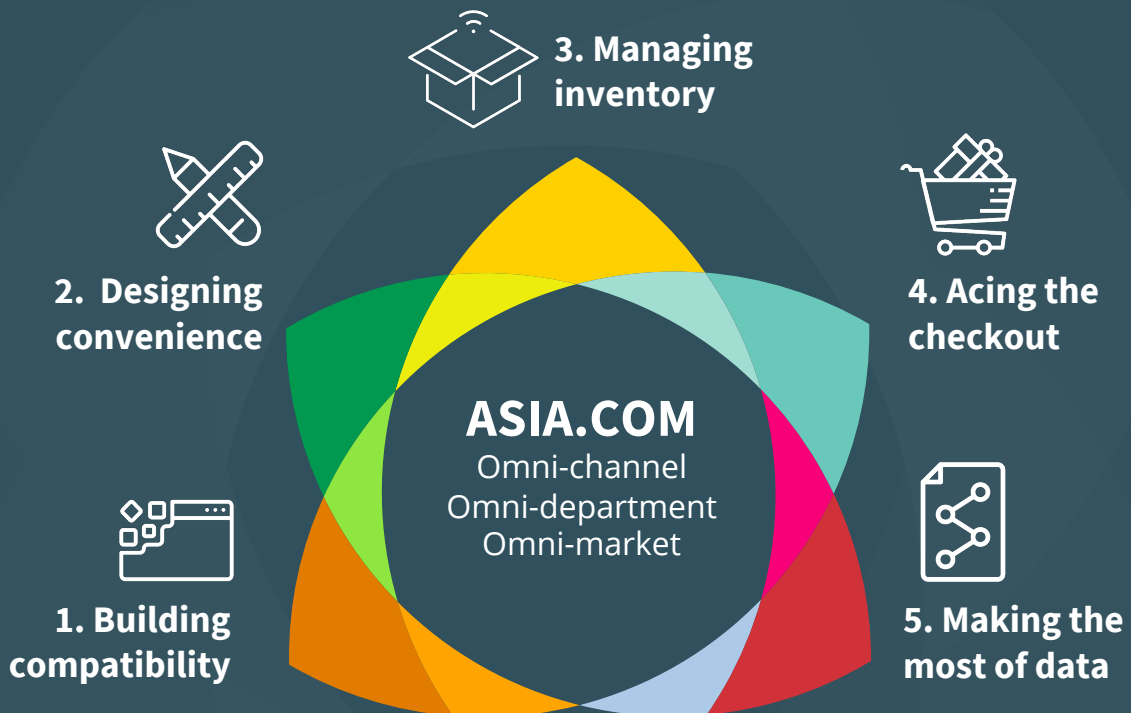 3. Managing
inventory
2. Designing
convenience
4. Acing the
checkout
ASIA.COM
Omni-channel
Omni-department
Omni-market
1. Building
compatibility
5. Making the
most of data